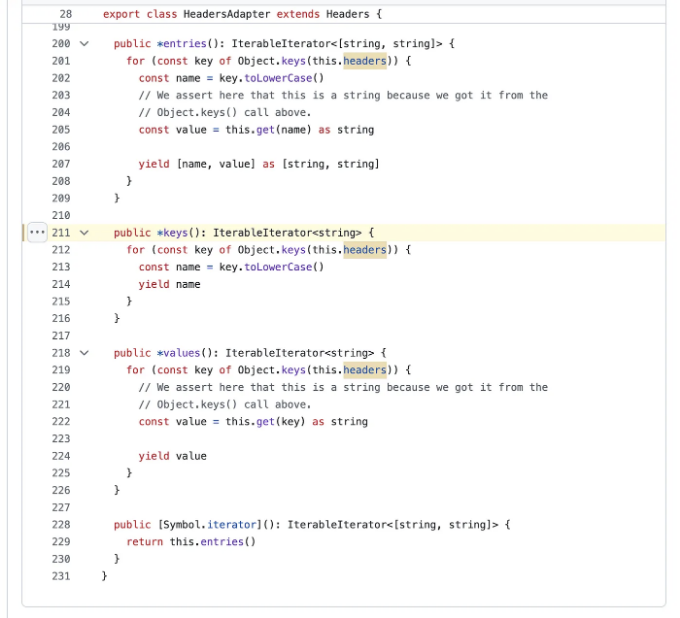 28 export class HeadersAdapter extends Headers {
199
200 public *entries(): IterableIterator<[string, string]> {
201 for (const key of Object.keys(this.headers)) {
202 const name = key.toLowerCase()
203 // We assert here that this is a string because we got it from the
204 // Object.keys() call above.
205 const value = this.get(name) as string
206
207 yield [name, value] as [string, string]
208 }
209 }
210
211 public *keys(): IterableIterator<string> {
212 for (const key of Object.keys(this.headers)) {
213 const name = key.toLowerCase()
214 yield name
215 }
216 }
217
218 public *values(): IterableIterator<string> {
219 for (const key of Object.keys(this.headers)) {
220 // We assert here that this is a string because we got it from the
221 // Object.keys() call above.
222 const value = this.get(key) as string
223
224 yield value
225 }
226 }
227
228 public [Symbol.iterator](): IterableIterator<[string, string]> {
229 return this.entries()
230 }
231 }